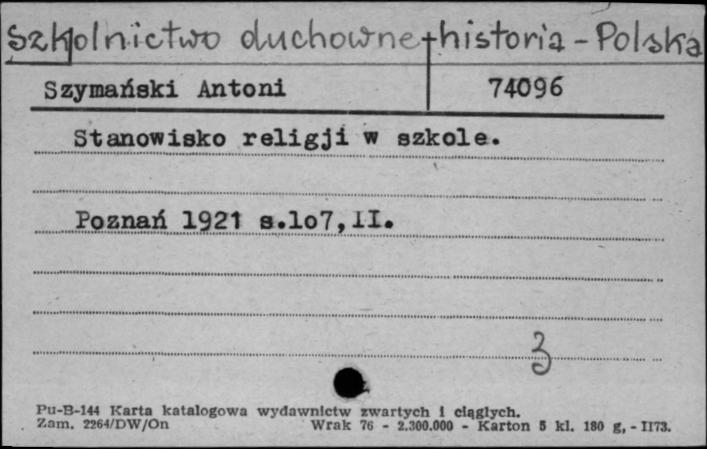 Szkolnictwo duchowne + historia - Polska
Szymański Antoni 74096
Stanowisko religji w szkole.
Poznań 1921 s.1o7,II.
3
Pu-B-144 Karta katalogowa wydawnictw zwartych i ciągłych.
Zam. 2264/DW/On Wrak 76 - 2.300.000 - Karton 5 kl. 180 g, - II73.